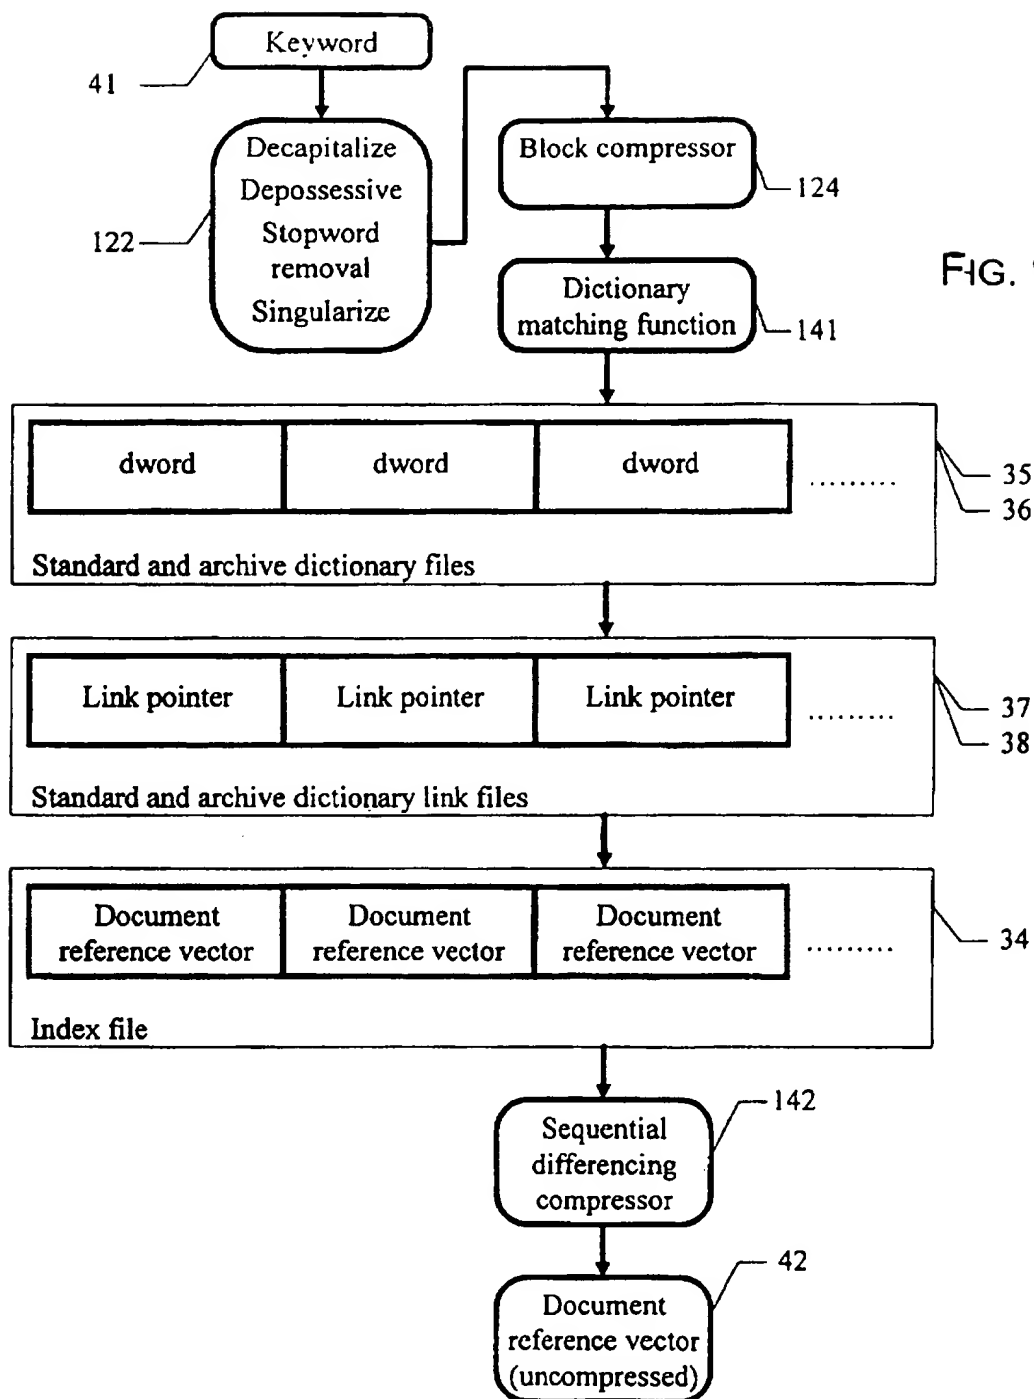 Keyword
41
Decapitalize
Depossessive
Stopword
removal
Singularize
122
Block compressor
124
Dictionary
matching function
141
FIG.
dword dword dword .........
35
36
Standard and archive dictionary files
Link pointer Link pointer Link pointer .........
37
38
Standard and archive dictionary link files
Document Document Document
reference vector reference vector reference vector .........
34
Index file
142
Sequential
differencing
compressor
42
Document
reference vector
(uncompressed)